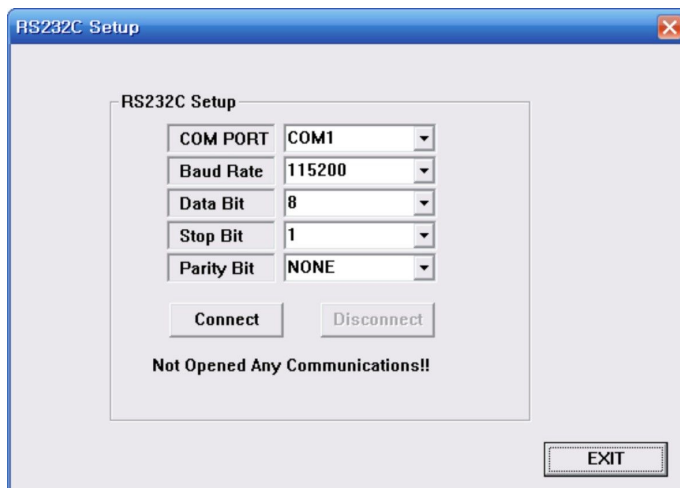 RS232C Setup
RS232C Setup
COM PORT COM1
Baud Rate 115200
Data Bit 8
Stop Bit 1
Parity Bit NONE
Connect Disconnect
Not Opened Any Communications!!
EXIT